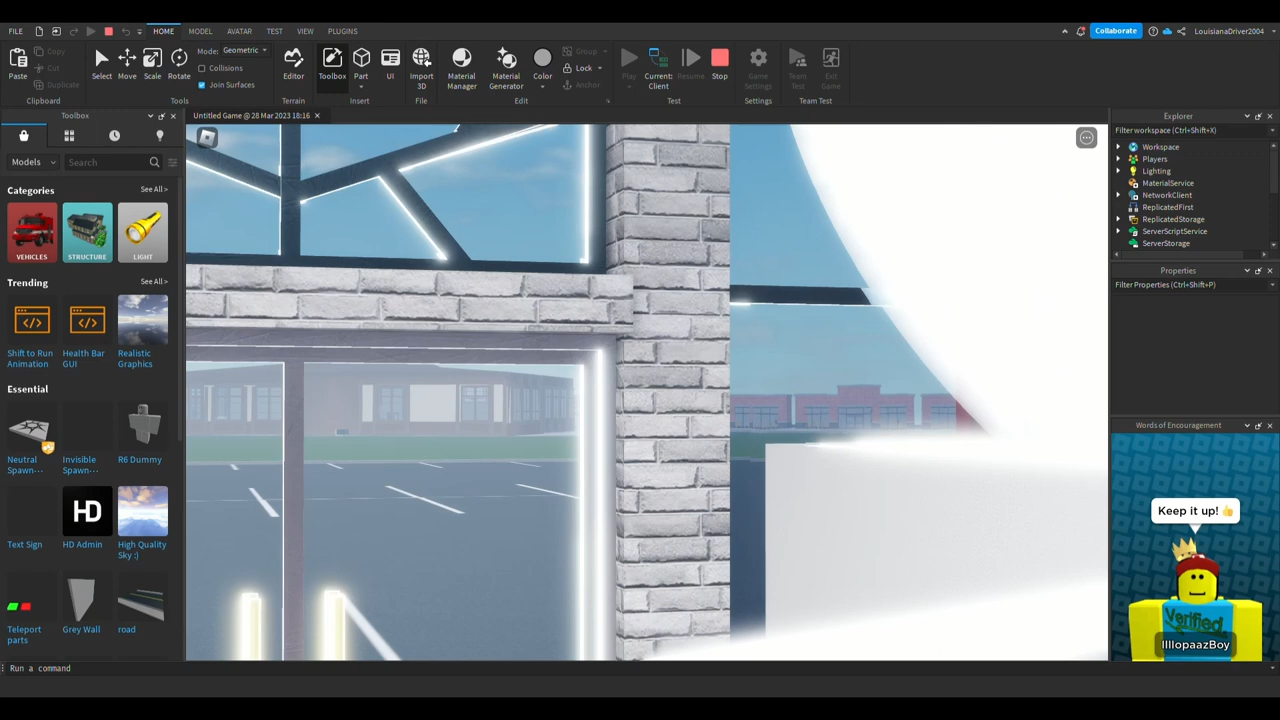 FILE HOME MODEL AVATAR TEST VIEW PLUGINS Collaborate LouisianaDriver2004
Paste Copy Cut Duplicate Select Move Scale Rotate Mode: Geometric Collisions Join Surfaces Editor Toolbox Part UI Import 3D Material Manager Material Generator Color Group Lock Anchor Play Current: Client Resume Stop Game Settings Team Test Exit Game
Clipboard Tools Terrain Insert File Edit Test Settings Team Test
Toolbox
Models Search
Categories See All >
VEHICLES STRUCTURE LIGHT
Trending See All >
Shift to Run Animation
Health Bar GUI
Realistic Graphics
Essential
Neutral Spawn...
Invisible Spawn...
R6 Dummy
HD
Text Sign
HD Admin
High Quality Sky :)
Teleport parts
Grey Wall
road
Untitled Game @ 28 Mar 2023 18:16
Explorer
Filter workspace (Ctrl+Shift+X)
Workspace
Players
Lighting
MaterialService
NetworkClient
ReplicatedFirst
ReplicatedStorage
ServerScriptService
ServerStorage
Properties
Filter Properties (Ctrl+Shift+P)
Words of Encouragement
Keep it up! 👍
Verified
Run a command